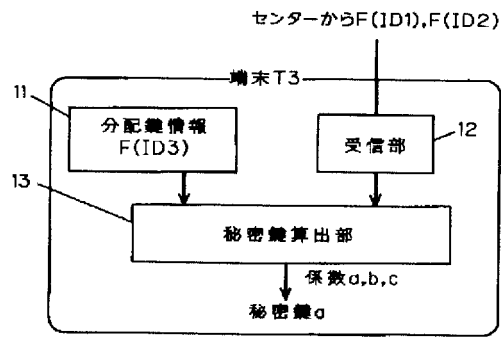 センターからF(ID1),F(ID2)
端末T3
11
分配鍵情報
F(ID3)
受信部
12
13
秘密鍵算出部
係数a,b,c
秘密鍵a